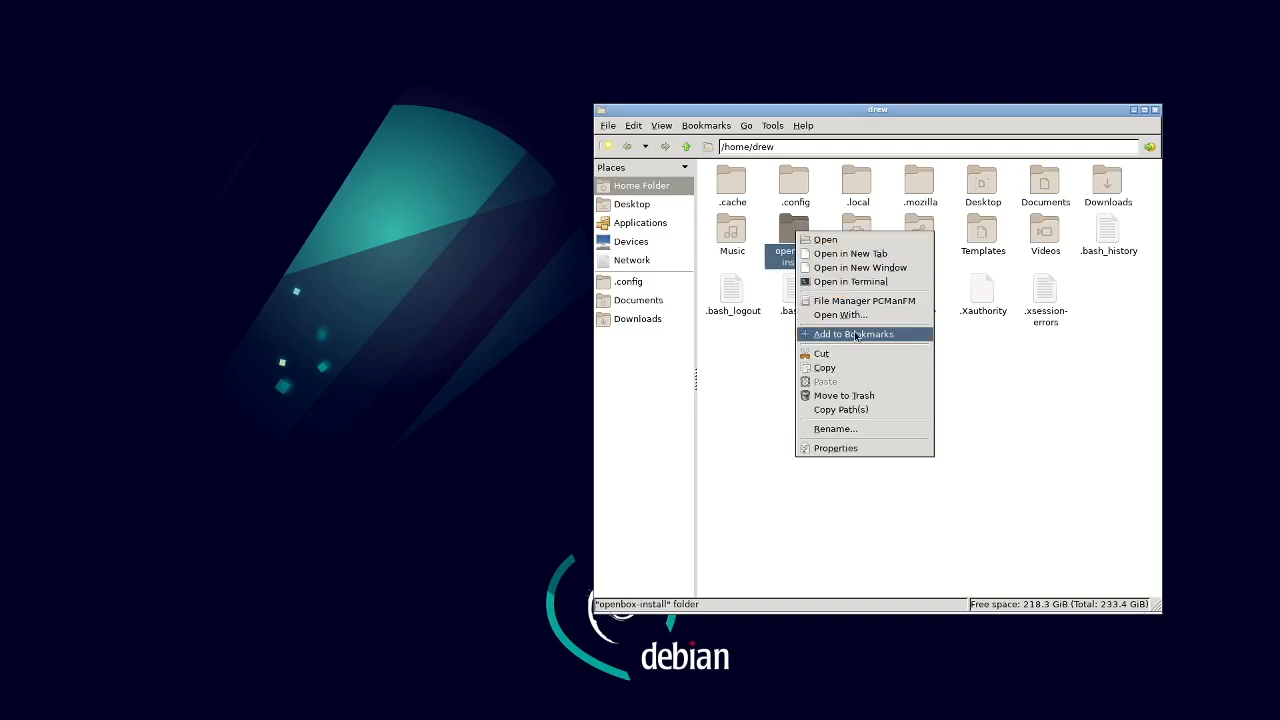 drew
File Edit View Bookmarks Go Tools Help
/home/drew
Places
Home Folder
Desktop
Applications
Devices
Network
.config
Documents
Downloads
.cache .config .local .mozilla Desktop Documents Downloads
Music Templates Videos .bash_history
.bash_logout .Xauthority .xsession-
errors
Open
Open in New Tab
Open in New Window
Open in Terminal
File Manager PCManFM
Open With...
Add to Bookmarks
Cut
Copy
Paste
Move to Trash
Copy Path(s)
Rename...
Properties
"openbox-install" folder Free space: 218.3 GiB (Total: 233.4 GiB)
debian